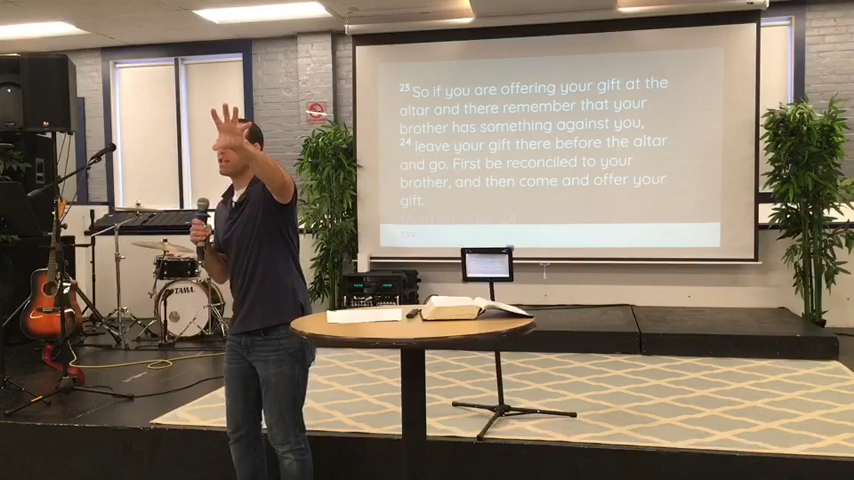 23 So if you are offering your gift at the
altar and there remember that your
brother has something against you,
24 leave your gift there before the altar
and go. First be reconciled to your
brother, and then come and offer your
gift.
ESV
TAMA